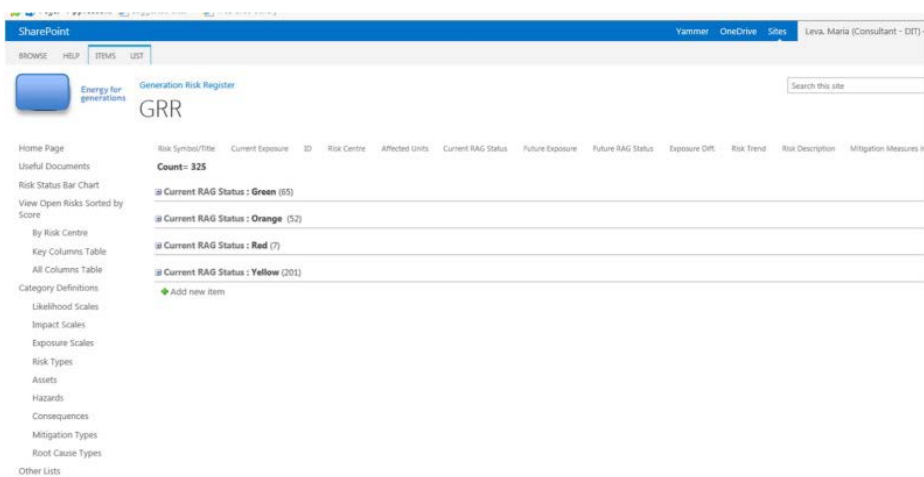 SharePoint
Yammer OneDrive Sites Leva, Maria (Consultant - DIT) -
BROWSE HELP ITEMS LIST
Energy for
generations
Generation Risk Register
GRR
Search this site
Home Page
Useful Documents
Risk Status Bar Chart
View Open Risks Sorted by
Score
By Risk Centre
Key Columns Table
All Columns Table
Category Definitions
Likelihood Scales
Impact Scales
Exposure Scales
Risk Types
Assets
Hazards
Consequences
Mitigation Types
Root Cause Types
Other Lists
Risk Symbol/Title Current Exposure ID Risk Centre Affected Units Current RAG Status Future Exposure Future RAG Status Exposure Diff. Risk Trend Risk Description Mitigation Measures i
Count= 325
Current RAG Status : Green (65)
Current RAG Status : Orange (52)
Current RAG Status : Red (7)
Current RAG Status : Yellow (201)
Add new item